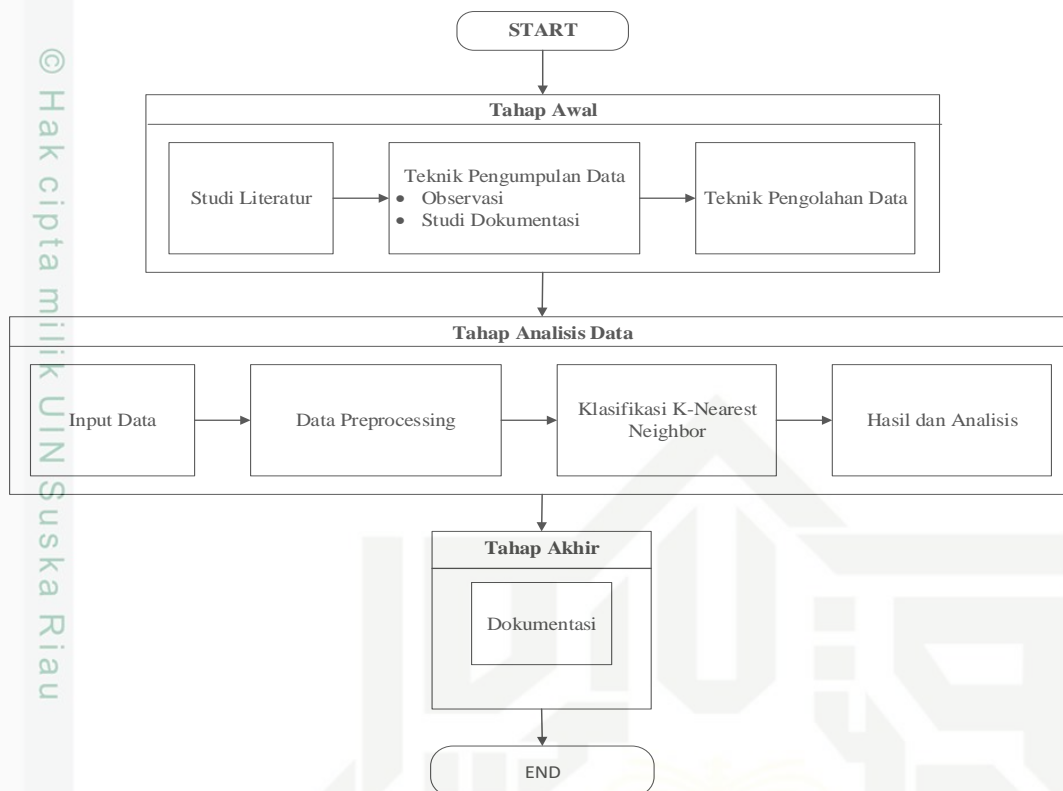 START
© Hak cipta milik UIN Suska Riau
Tahap Awal
Studi Literatur
Teknik Pengumpulan Data
• Observasi
• Studi Dokumentasi
Teknik Pengolahan Data
Tahap Analisis Data
Input Data
Data Preprocessing
Klasifikasi K-Nearest
Neighbor
Hasil dan Analisis
Tahap Akhir
Dokumentasi
END